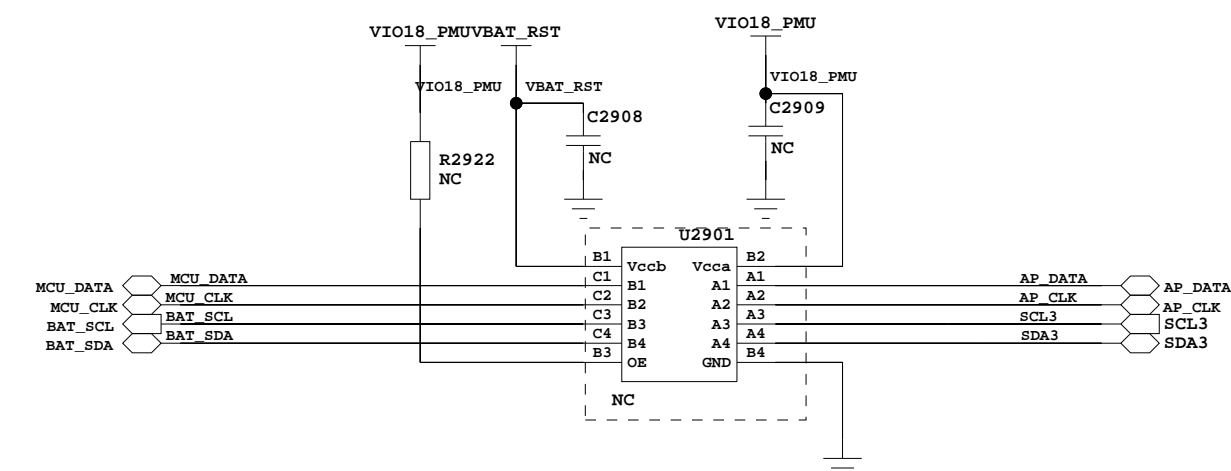 VIO18_PMU
VIO18_PMUVBAT_RST
VIO18_PMU
VIO18_PMU VBAT_RST
C2909
C2908
NC
NC
R2922
NC
U2901
B1 Vccb Vcca B2
MCU_DATA MCU_DATA C1 B1 A1 A1 AP_DATA AP_DATA
MCU_CLK MCU_CLK C2 B2 A2 A2 AP_CLK AP_CLK
BAT_SCL BAT_SCL C3 B3 A3 A3 SCL3 SCL3
BAT_SDA BAT_SDA C4 B4 A4 A4 SDA3 SDA3
B3 OE GND B4
NC